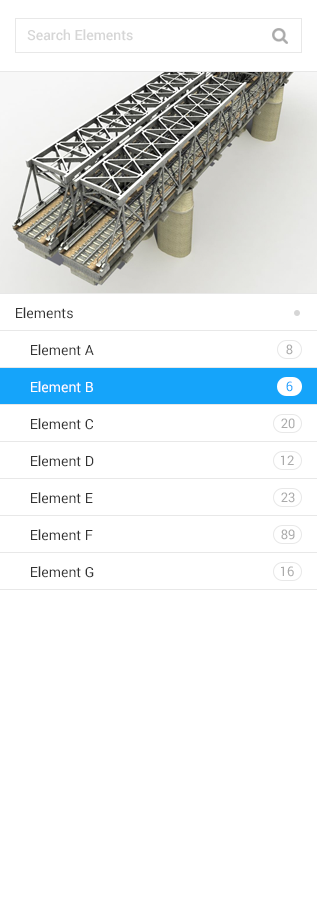 Search Elements
Elements
Element A 8
Element B 6
Element C 20
Element D 12
Element E 23
Element F 89
Element G 16